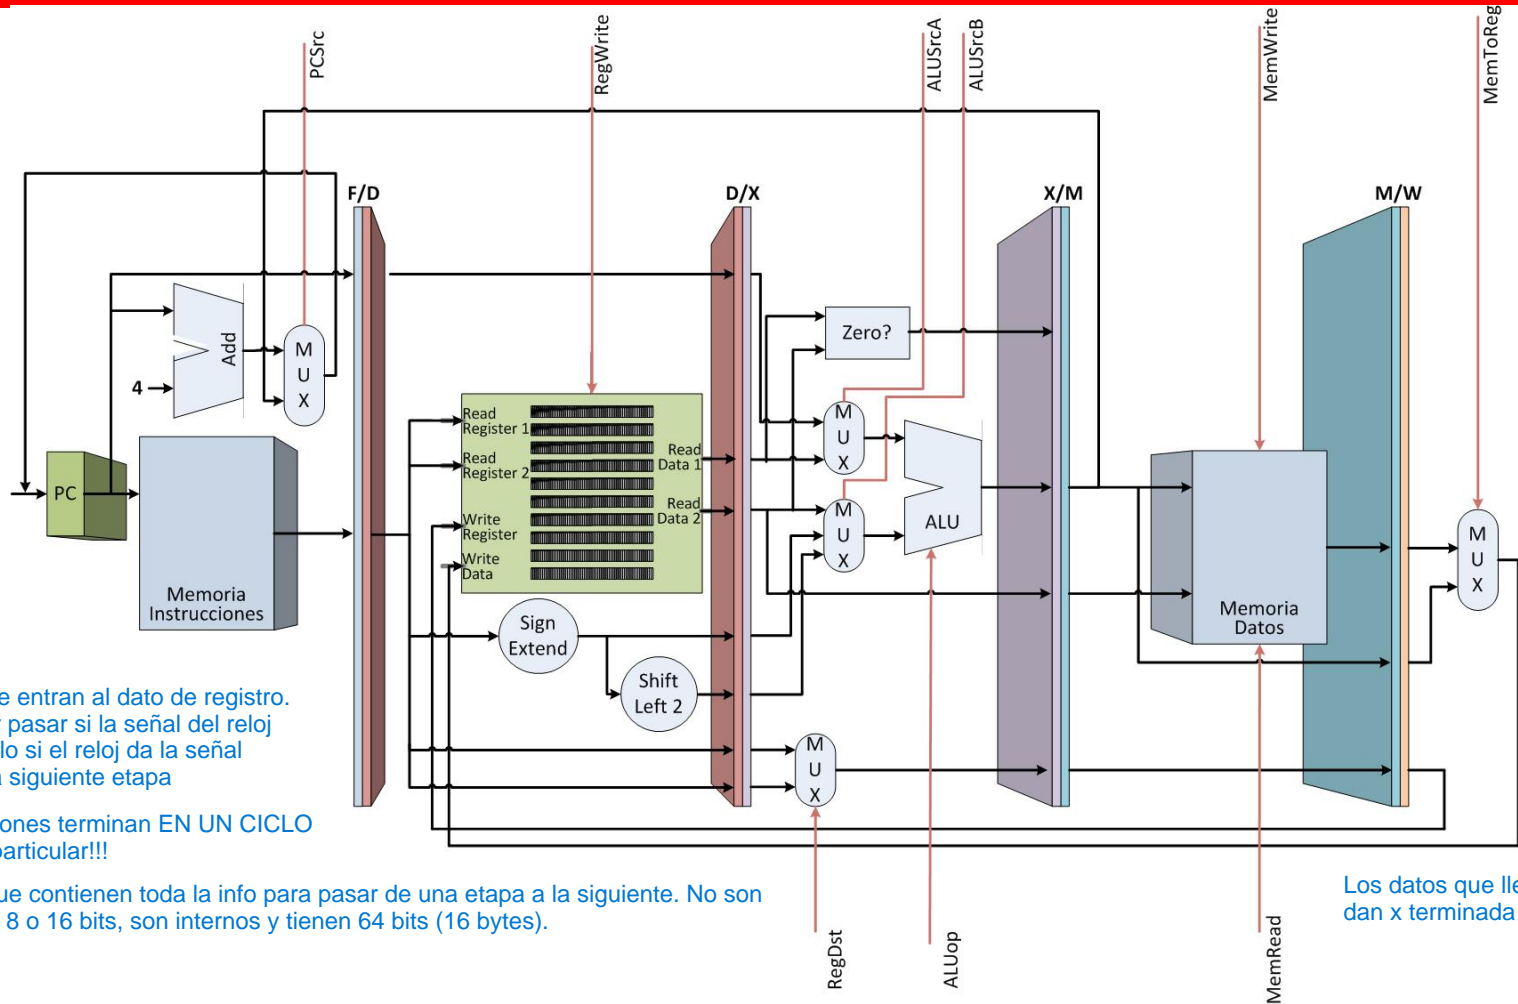 PCSrc
RegWrite
ALUSrcA
ALUSrcB
MemWrite
MemToReg
F/D
D/X
X/M
M/W
Add
4
M
U
X
Zero?
M
U
X
Read
Register 1
Read
Register 2
Read
Data 1
Read
Data 2
Write
Register
Write
Data
PC
M
U
X
ALU
M
U
X
Memoria
Instrucciones
Memoria
Datos
Sign
Extend
Shift
Left 2
M
U
X
e entran al dato de registro.
r pasar si la señal del reloj
lo si el reloj da la señal
a siguiente etapa
ones terminan EN UN CICLO
particular!!!
ue contienen toda la info para pasar de una etapa a la siguiente. No son
8 o 16 bits, son internos y tienen 64 bits (16 bytes).
Los datos que lle
dan x terminada
RegDst
ALUop
MemRead